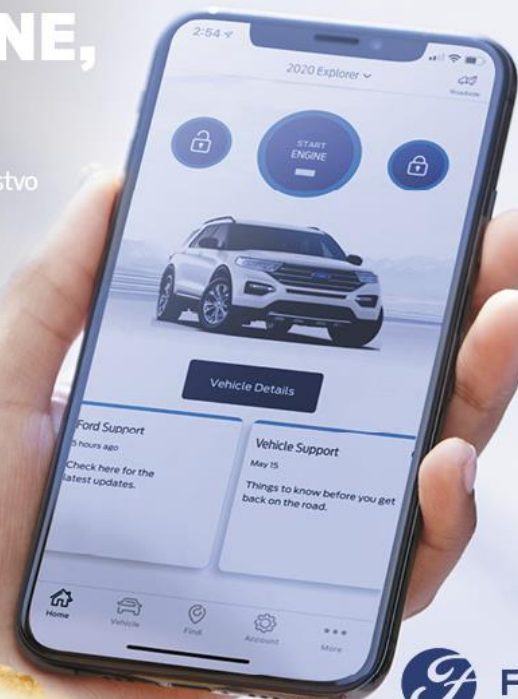 NE,
stvo
2:54
2020 Explorer
Roadside
START
ENGINE
Vehicle Details
Ford Support
5 hours ago
Check here for the
latest updates.
Vehicle Support
May 15
Things to know before you get
back on the road.
Home
Vehicle
Find
Account
More
F